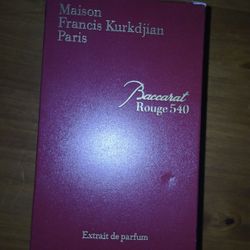 Maison
Francis Kurkdjian
Paris
Baccarat
Rouge 540
Extrait de parfum